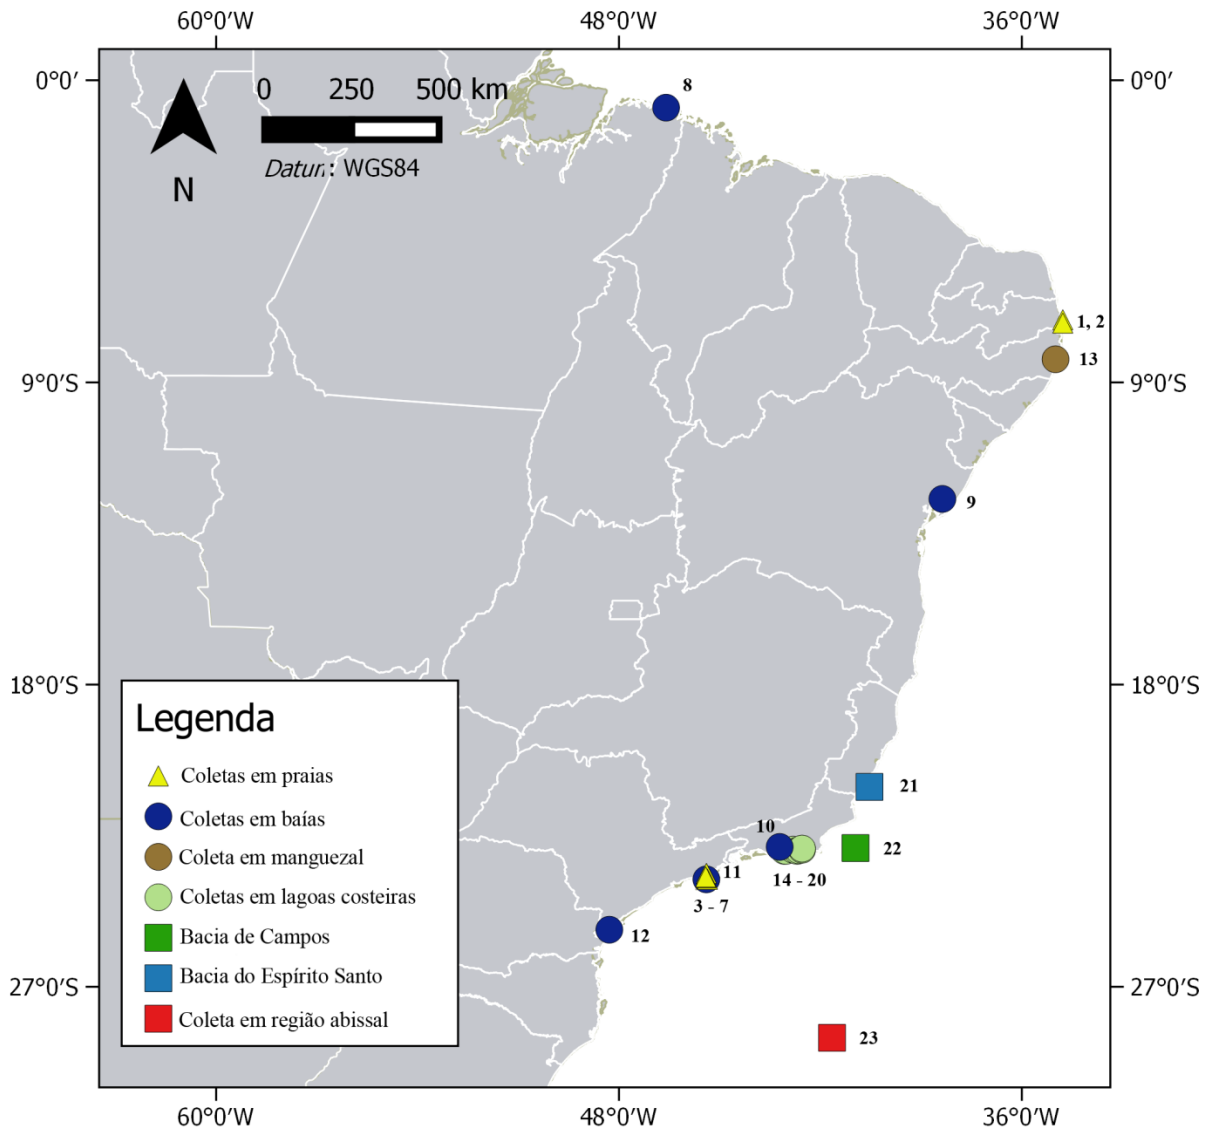 60°0′W 48°0′W 36°0′W
0°0′ 0°0′
0 250 500 km
Datum: WGS84
N
8
1, 2
13
9°0′S 9°0′S
9
18°0′S 18°0′S
Legenda
Coletas em praias
Coletas em baías
Coleta em manguezal
Coletas em lagoas costeiras
Bacia de Campos
Bacia do Espírito Santo
Coleta em região abissal
21
10
22
11
14 - 20
3 - 7
12
27°0′S 27°0′S
23
60°0′W 48°0′W 36°0′W